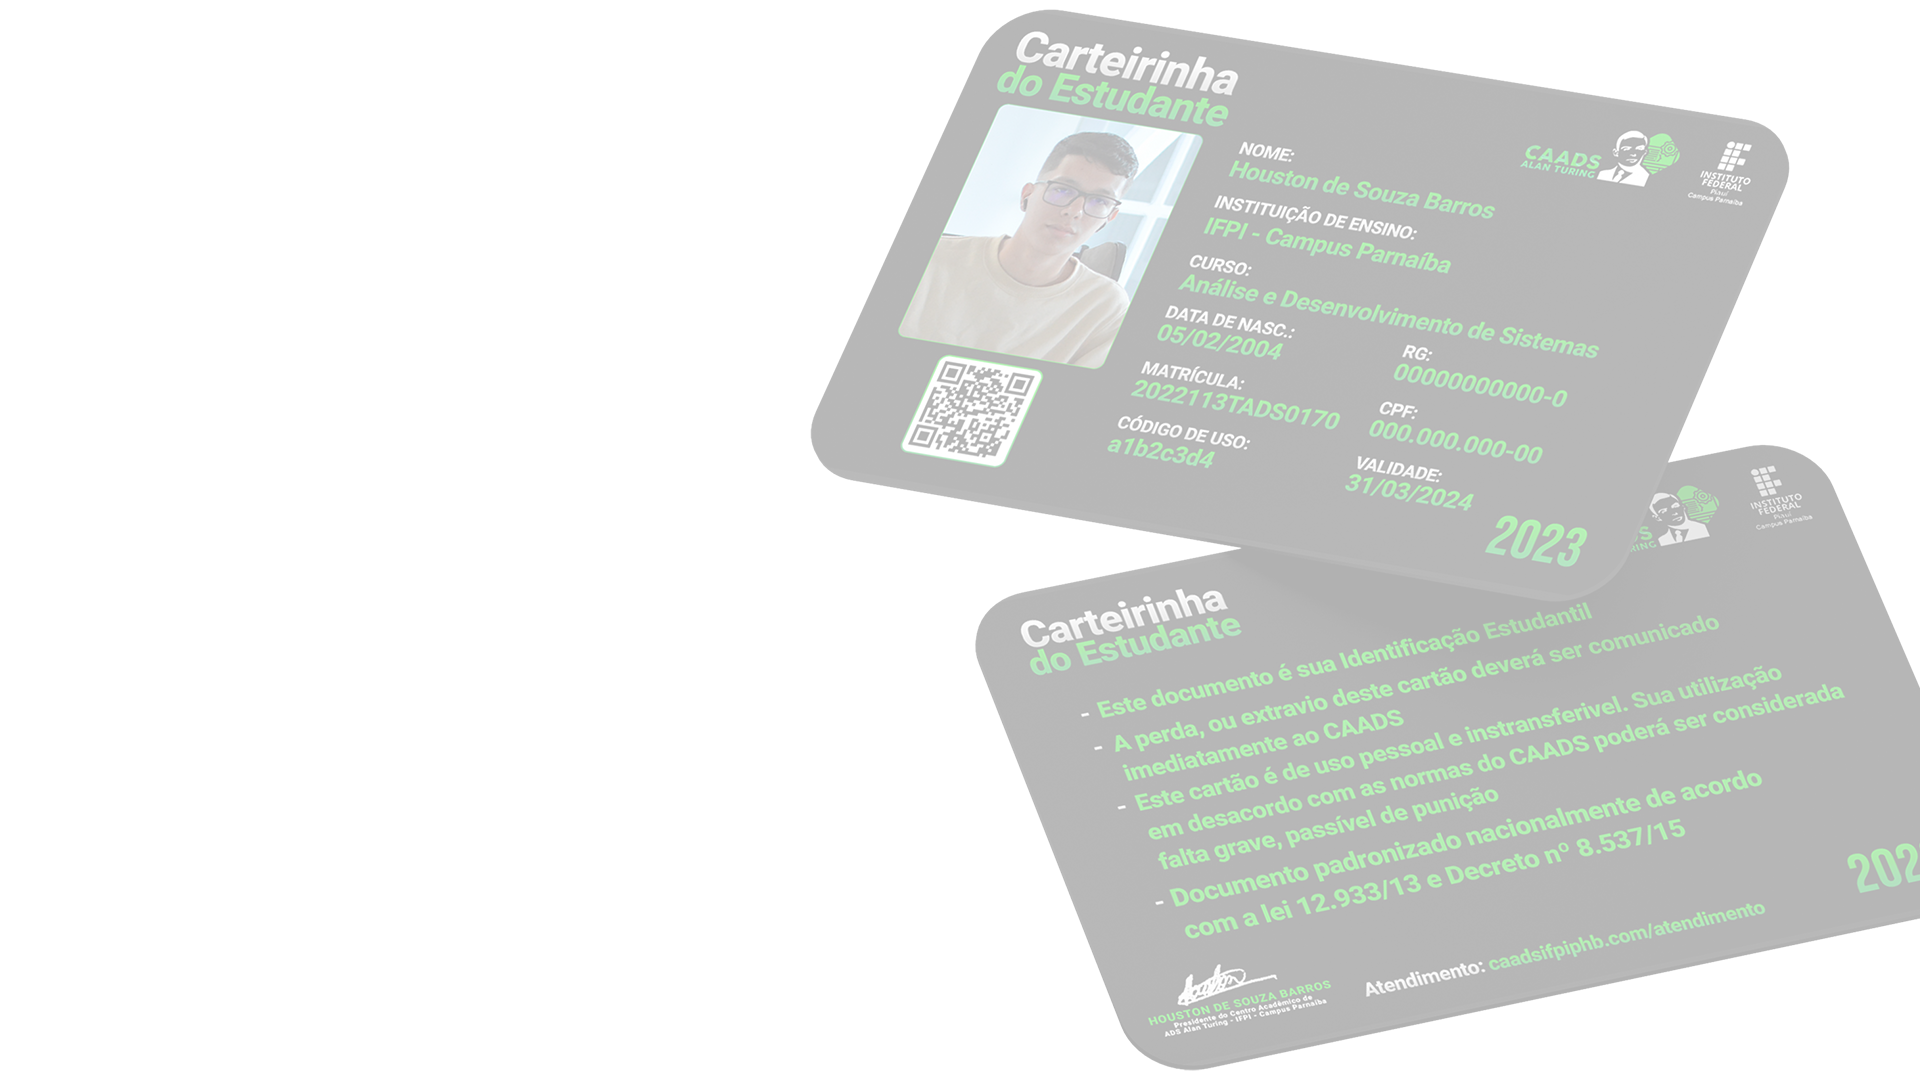 Carteirinha
do Estudante
CAADS
ALAN TURING
INSTITUTO
FEDERAL
Piauí
Campus Parnaíba
NOME:
Houston de Souza Barros
INSTITUIÇÃO DE ENSINO:
IFPI - Campus Parnaíba
CURSO:
Análise e Desenvolvimento de Sistemas
DATA DE NASC.:
05/02/2004
RG:
00000000000-0
MATRÍCULA:
2022113TADS0170
CPF:
000.000.000-00
CÓDIGO DE USO:
a1b2c3d4
VALIDADE:
31/03/2024
2023
Carteirinha
do Estudante
INSTITUTO
FEDERAL
Piauí
Campus Parnaíba
- Este documento é sua Identificação Estudantil
- A perda, ou extravio deste cartão deverá ser comunicado
imediatamente ao CAADS
- Este cartão é de uso pessoal e instransferivel. Sua utilização
em desacordo com as normas do CAADS poderá ser considerada
falta grave, passível de punição
- Documento padronizado nacionalmente de acordo
com a lei 12.933/13 e Decreto nº 8.537/15
HOUSTON DE SOUZA BARROS
Presidente do Centro Acadêmico de
ADS Alan Turing - IFPI - Campus Parnaíba
Atendimento: caadsifpiphb.com/atendimento